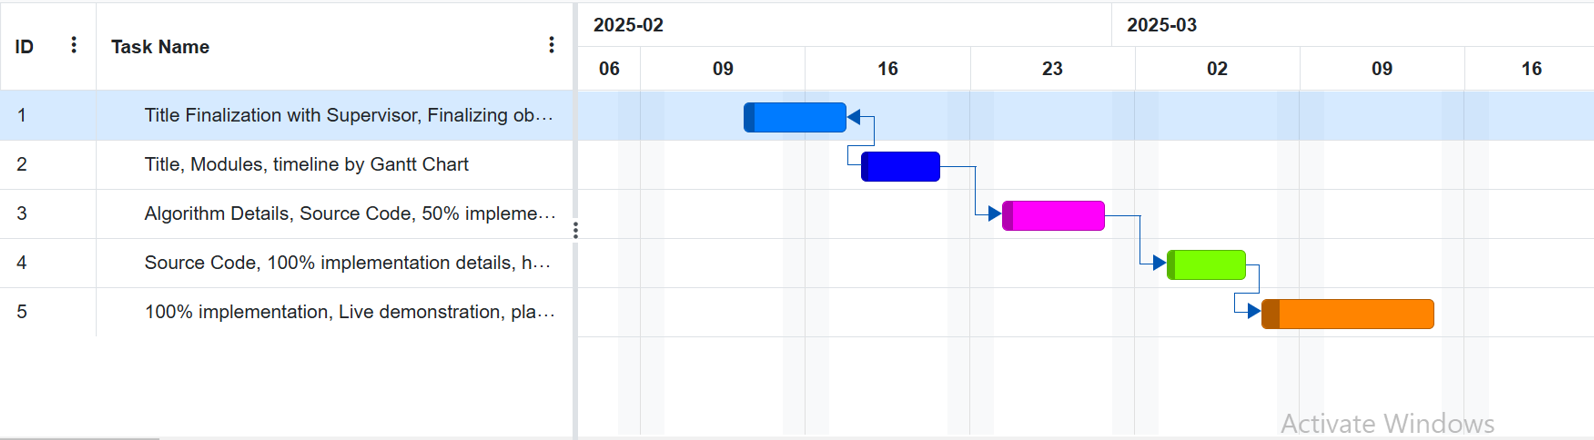 ID
Task Name
2025-02
2025-03
06 09 16 23 02 09 16
1 Title Finalization with Supervisor, Finalizing ob...
2 Title, Modules, timeline by Gantt Chart
3 Algorithm Details, Source Code, 50% impleme...
4 Source Code, 100% implementation details, h...
5 100% implementation, Live demonstration, pla...
Activate Windows